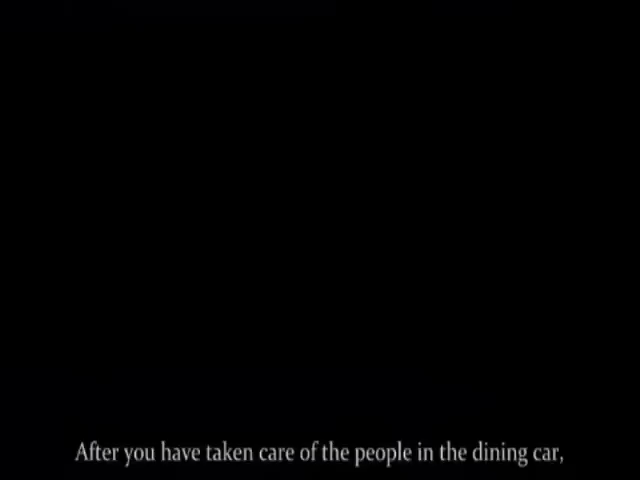 After you have taken care of the people in the dining car,